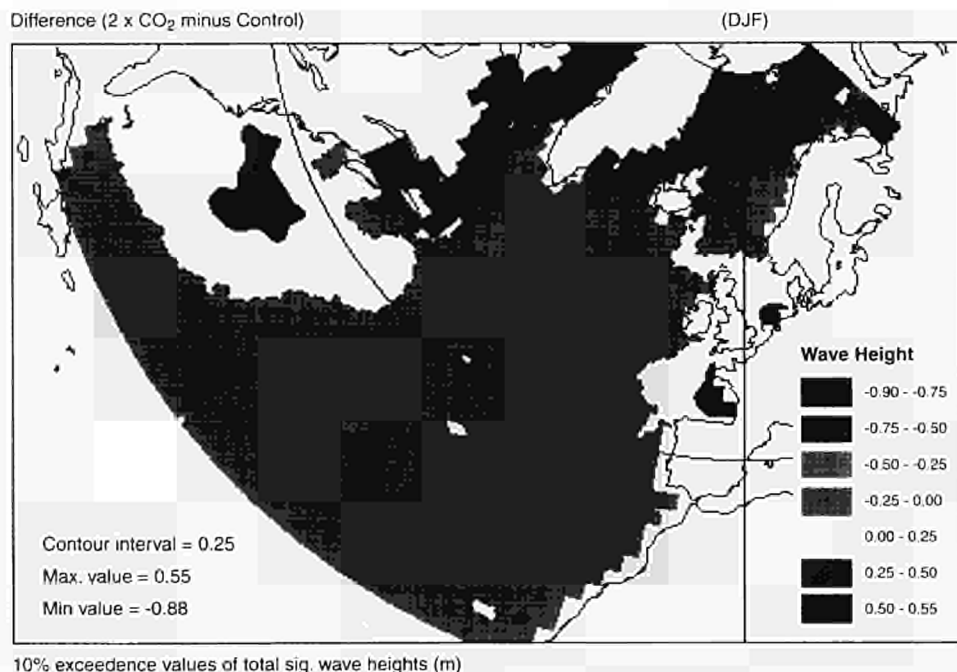 Difference (2 x CO₂ minus Control) (DJF)
Wave Height
-0.90 - -0.75
-0.75 - -0.50
-0.50 - -0.25
-0.25 - 0.00
0.00 - 0.25
0.25 - 0.50
0.50 - 0.55
Contour interval = 0.25
Max. value = 0.55
Min value = -0.88
10% exceedence values of total sig. wave heights (m)